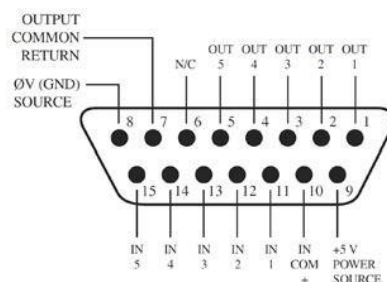 OUTPUT
COMMON
RETURN
ØV (GND)
SOURCE
N/C
OUT
5
OUT
4
OUT
3
OUT
2
OUT
1
8 7 6 5 4 3 2 1
15 14 13 12 11 10 9
IN
5
IN
4
IN
3
IN
2
IN
1
IN
COM
+
+5 V
POWER
SOURCE